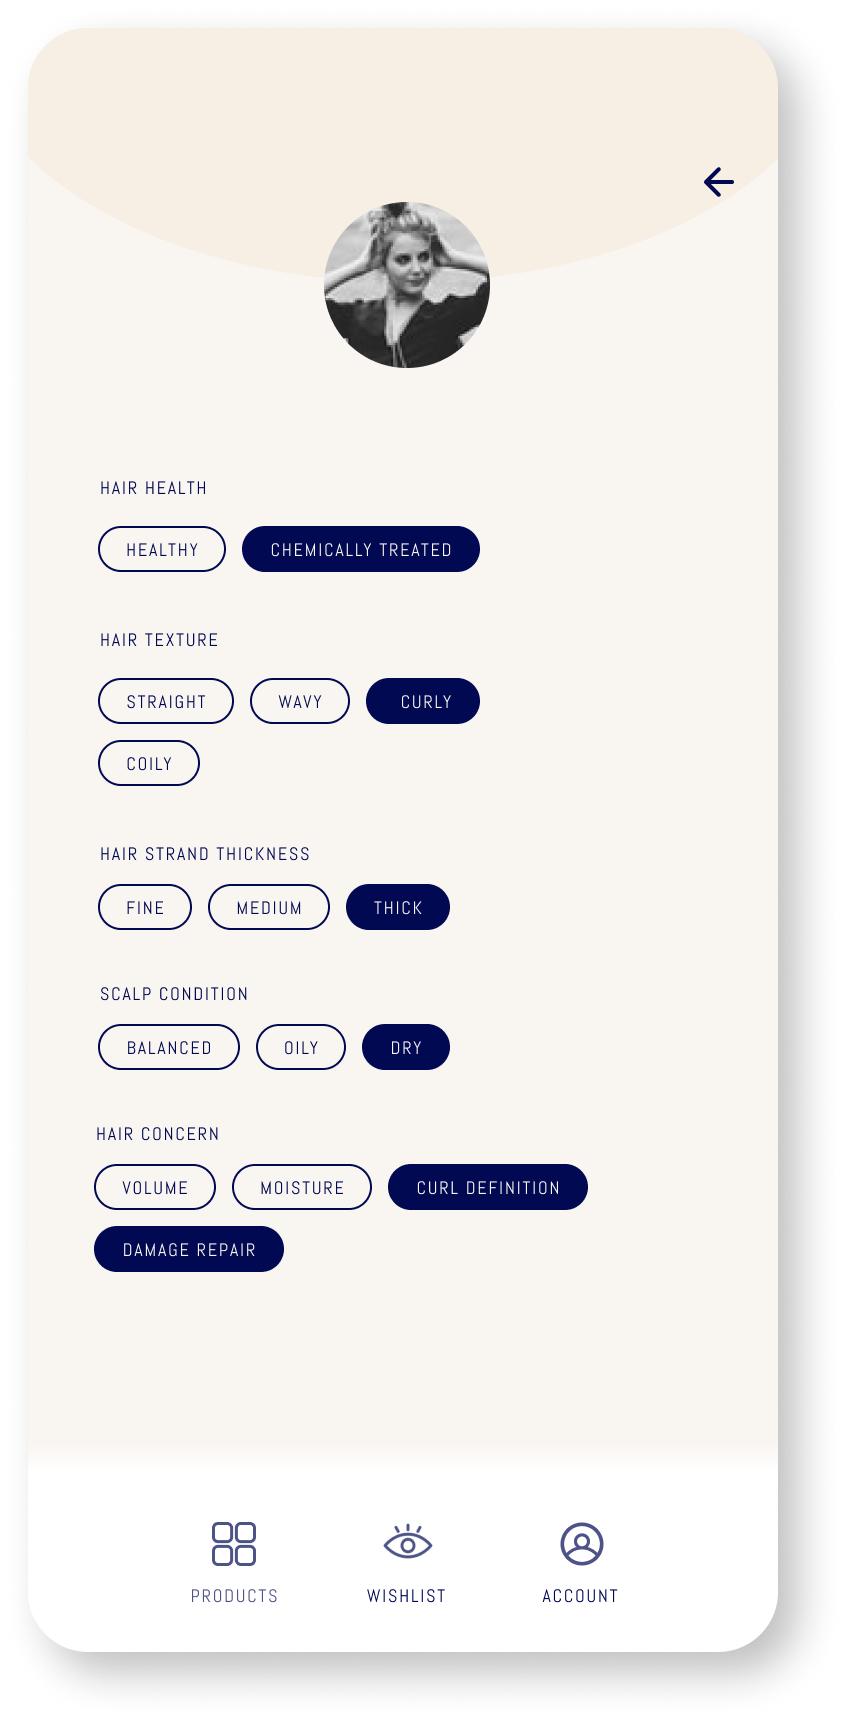 HAIR HEALTH
HEALTHY CHEMICALLY TREATED
HAIR TEXTURE
STRAIGHT WAVY CURLY
COILY
HAIR STRAND THICKNESS
FINE MEDIUM THICK
SCALP CONDITION
BALANCED OILY DRY
HAIR CONCERN
VOLUME MOISTURE CURL DEFINITION
DAMAGE REPAIR
PRODUCTS WISHLIST ACCOUNT